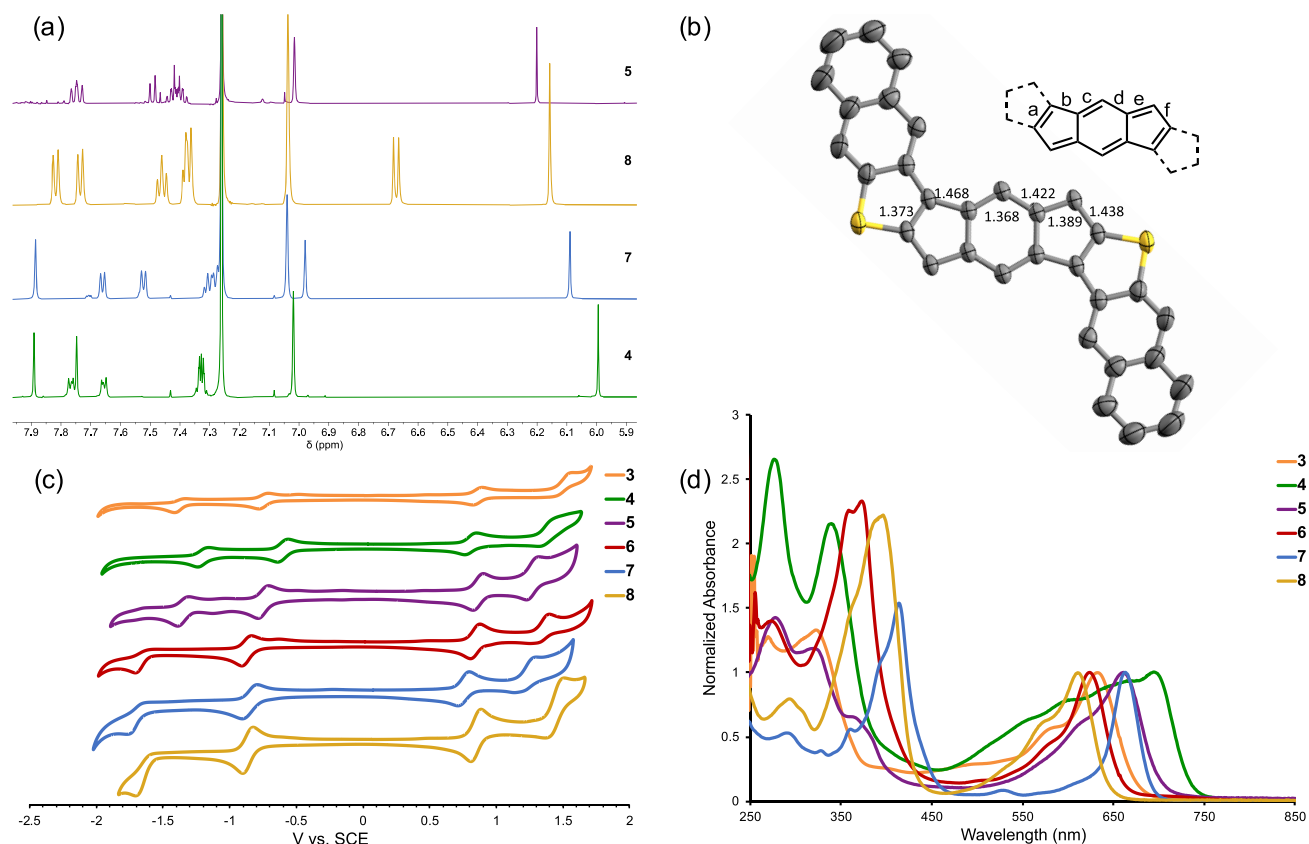 (a)
5
8
7
4
7.9 7.8 7.7 7.6 7.5 7.4 7.3 7.2 7.1 7.0 6.9 6.8 6.7 6.6 6.5 6.4 6.3 6.2 6.1 6.0 5.9
δ (ppm)
(b)
a b c d e f
1.468 1.422
1.373 1.368 1.389 1.438
(c)
3
4
5
6
7
8
-2.5 -2 -1.5 -1 -0.5 0 0.5 1 1.5 2
V vs. SCE
(d)
3
4
5
6
7
8
Normalized Absorbance
3
2.5
2
1.5
1
0.5
0
250 350 450 550 650 750 850
Wavelength (nm)